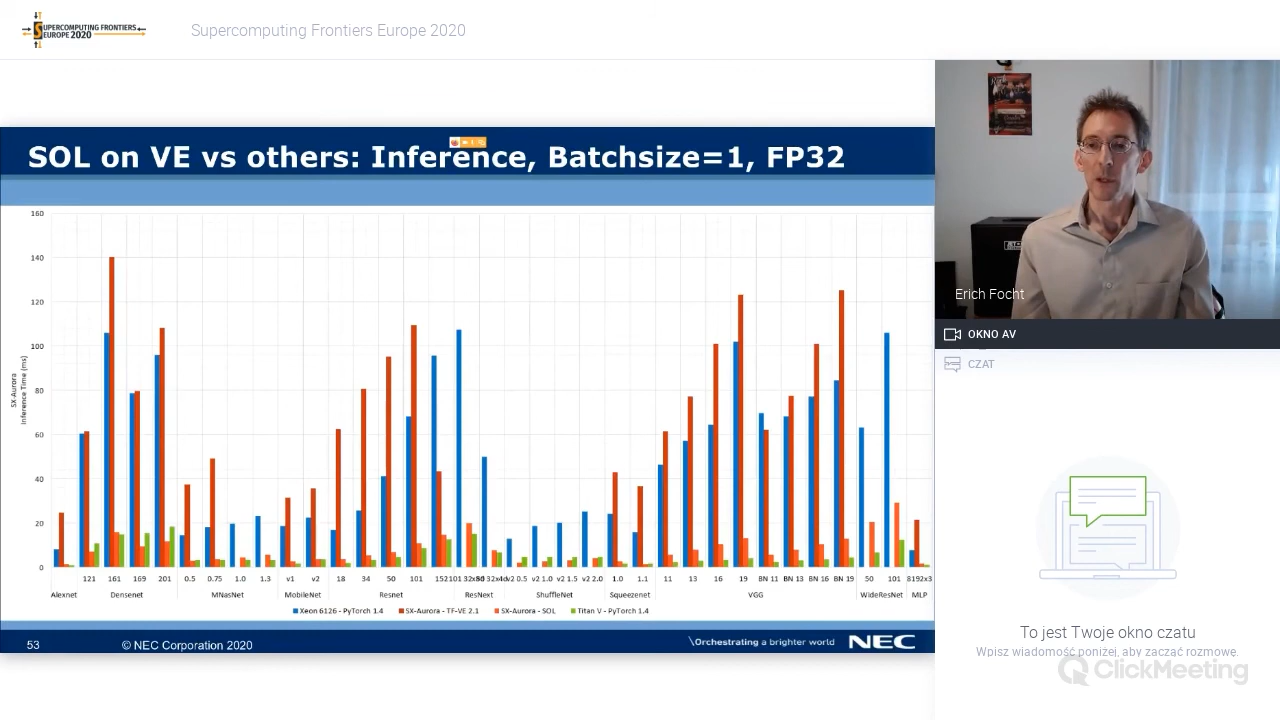 SUPERCOMPUTING FRONTIERS
EUROPE 2020
Supercomputing Frontiers Europe 2020
SOL on VE vs others: Inference, Batchsize=1, FP32
160
140
120
100
80
60
40
20
0
SX-Aurora
Inference Time (ms)
121 161 169 201 0.5 0.75 1.0 1.3 v1 v2 18 34 50 101 152 101 32x8d 50 32x4d v2 0.5 v2 1.0 v2 1.5 v2 2.0 1.0 1.1 11 13 16 19 BN 11 BN 13 BN 16 BN 19 50 101 8192x3
Alexnet Densenet MNasNet MobileNet Resnet ResNext ShuffleNet Squeezenet VGG WideResNet MLP
Xeon 6126 - PyTorch 1.4 SX-Aurora - TF-VE 2.1 SX-Aurora - SOL Titan V - PyTorch 1.4
53 © NEC Corporation 2020 \Orchestrating a brighter world NEC
Erich Focht
OKNO AV
CZAT
To jest Twoje okno czatu
Wpisz wiadomość poniżej, aby zacząć rozmowę.
ClickMeeting